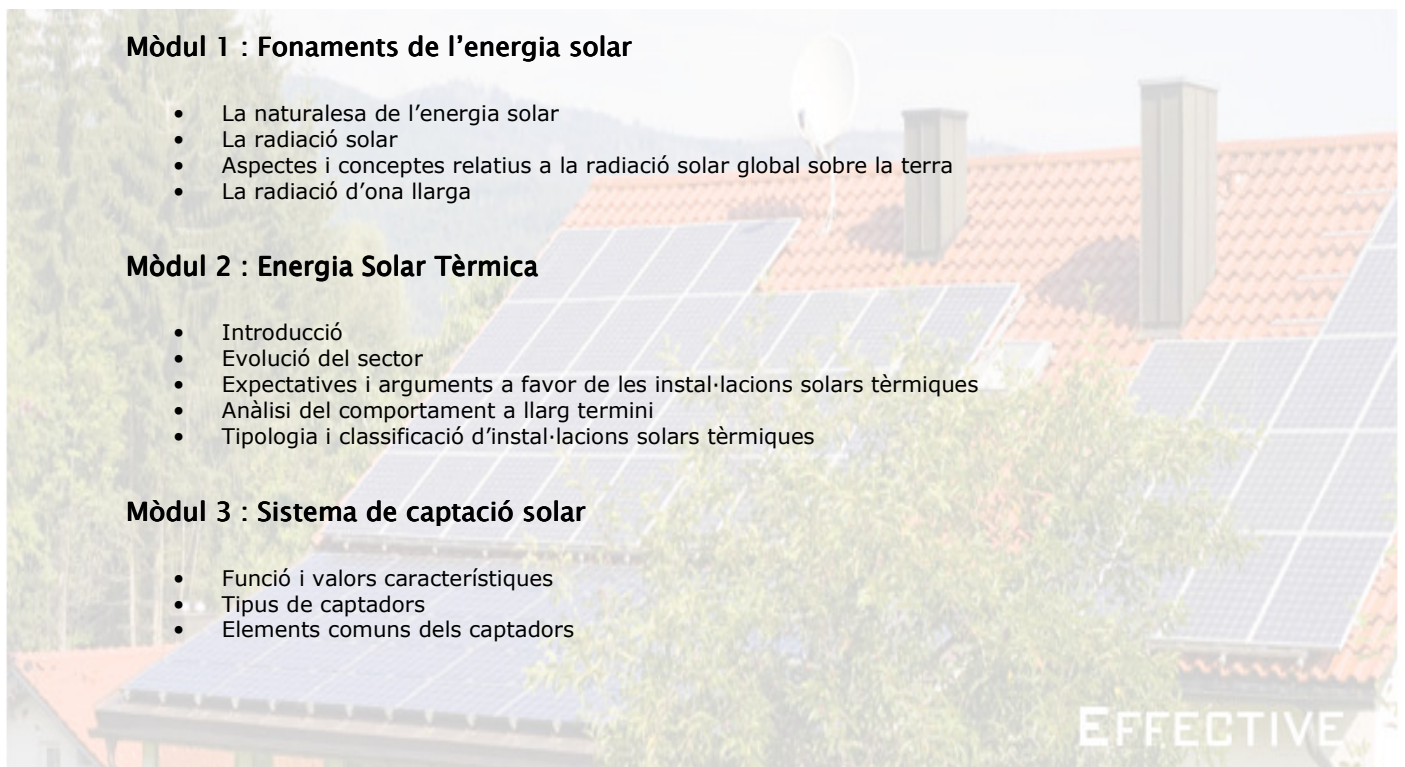 Mòdul 1 : Fonaments de l’energia solar
• La naturalesa de l’energia solar
• La radiació solar
• Aspectes i conceptes relatius a la radiació solar global sobre la terra
• La radiació d’ona llarga
Mòdul 2 : Energia Solar Tèrmica
• Introducció
• Evolució del sector
• Expectatives i arguments a favor de les instal·lacions solars tèrmiques
• Anàlisi del comportament a llarg termini
• Tipologia i classificació d’instal·lacions solars tèrmiques
Mòdul 3 : Sistema de captació solar
• Funció i valors característiques
• Tipus de captadors
• Elements comuns dels captadors
EFFECTIVE